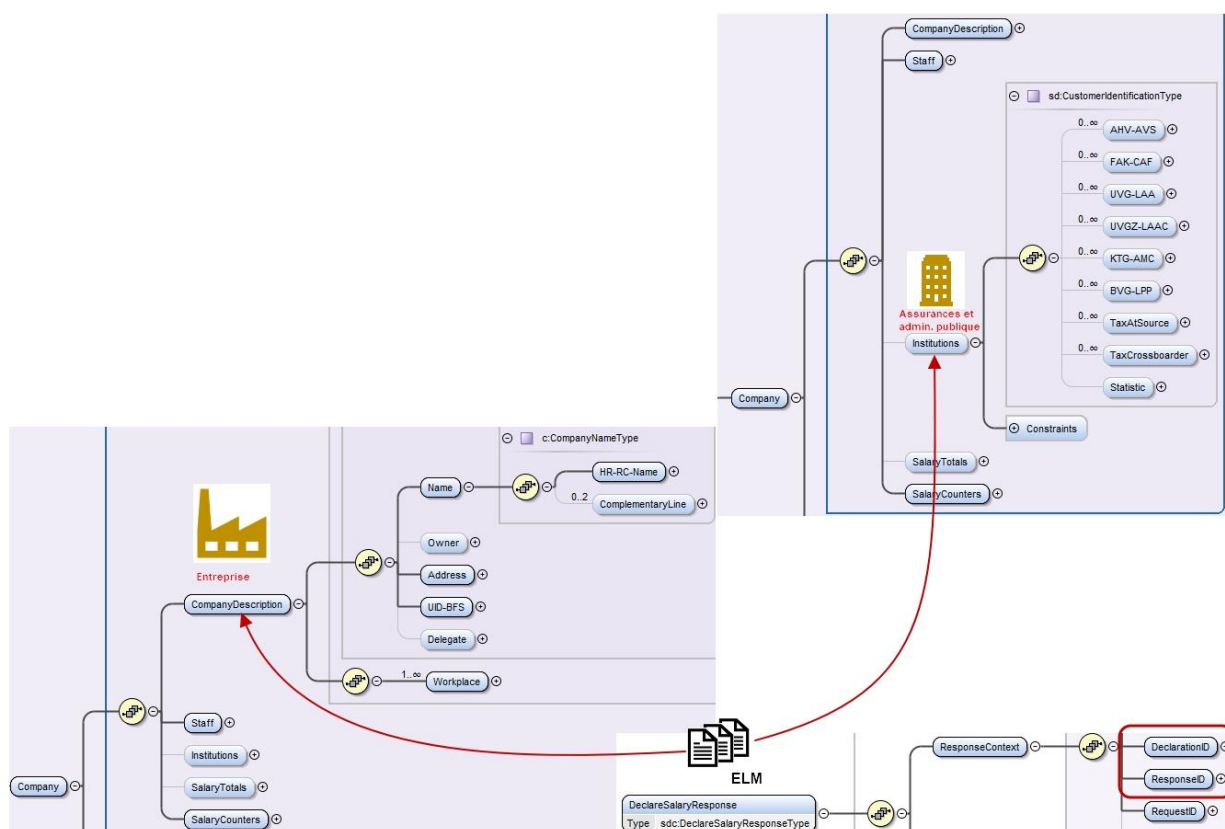 CompanyDescription
Staff
sd:CustomerIdentificationType
0..∞
AHV-AVS
0..∞
FAK-CAF
0..∞
UVG-LAA
0..∞
UVGZ-LAAC
0..∞
KTG-AMC
0..∞
BVG-LPP
0..∞
TaxAtSource
0..∞
TaxCrossboarder
Statistic
Assurances et
admin. publique
Institutions
Company
Constraints
SalaryTotals
SalaryCounters
c:CompanyNameType
Name
HR-RC-Name
0..2
ComplementaryLine
Owner
Address
UID-BFS
Delegate
Entreprise
CompanyDescription
1..∞
Workplace
Staff
Institutions
Company
SalaryTotals
SalaryCounters
ELM
ResponseContext
DeclarationID
ResponseID
RequestID
DeclareSalaryResponse
Type sdc:DeclareSalaryResponseType